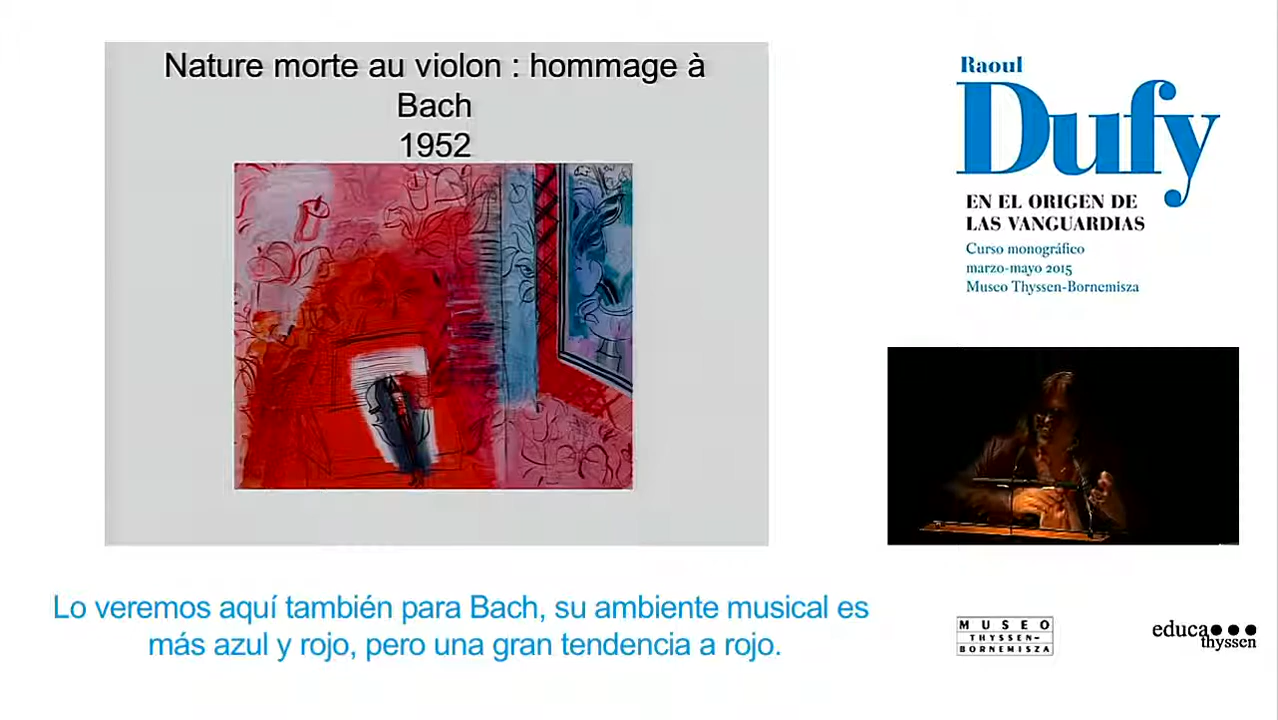 Nature morte au violon : hommage à
Bach
1952
Raoul
Dufy
EN EL ORIGEN DE
LAS VANGUARDIAS
Curso monográfico
marzo-mayo 2015
Museo Thyssen-Bornemisza
Lo veremos aquí también para Bach, su ambiente musical es
más azul y rojo, pero una gran tendencia a rojo.
MUSEO
THYSSEN-
BORNEMISZA
educa
thyssen